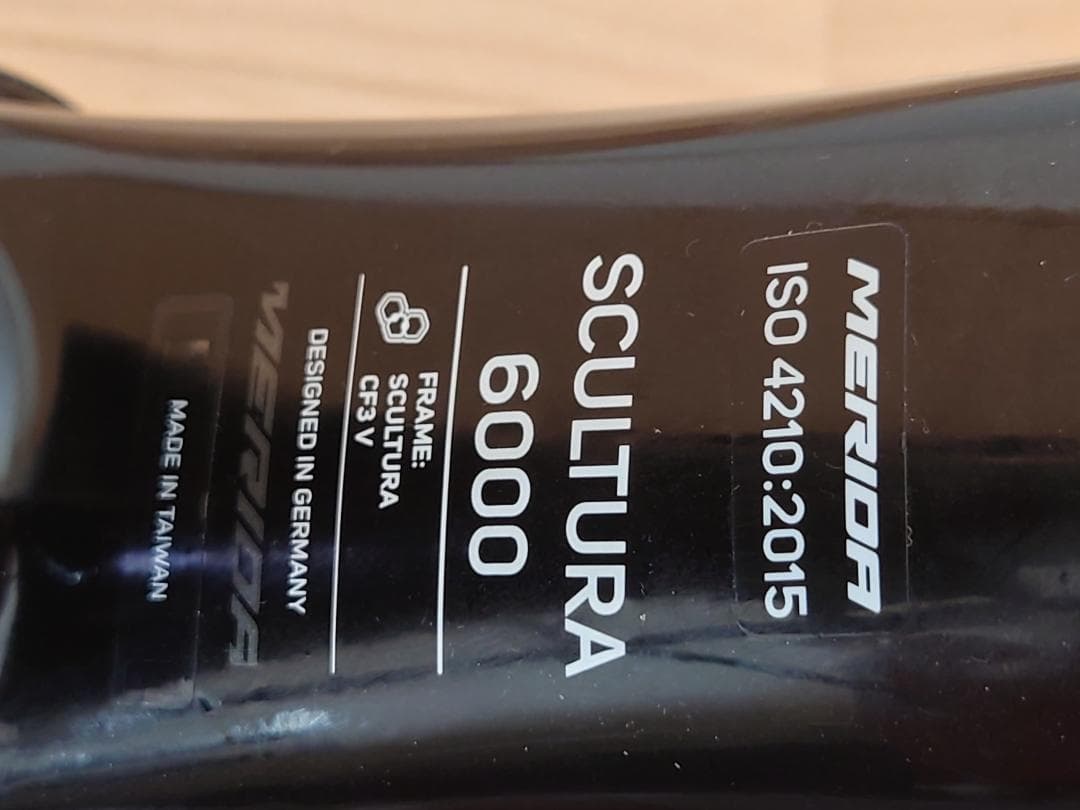 MERIDA
ISO 4210:2015
SCULTURA
6000
FRAME:
SCULTURA
CF3 V
DESIGNED IN GERMANY
MERIDA
MADE IN TAIWAN